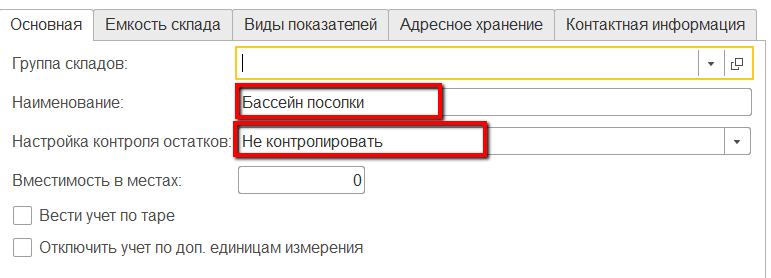 Основная Емкость склада Виды показателей Адресное хранение Контактная информация
Группа складов:
Наименование: Бассейн посолки
Настройка контроля остатков: Не контролировать
Вместимость в местах: 0
Вести учет по таре
Отключить учет по доп. единицам измерения